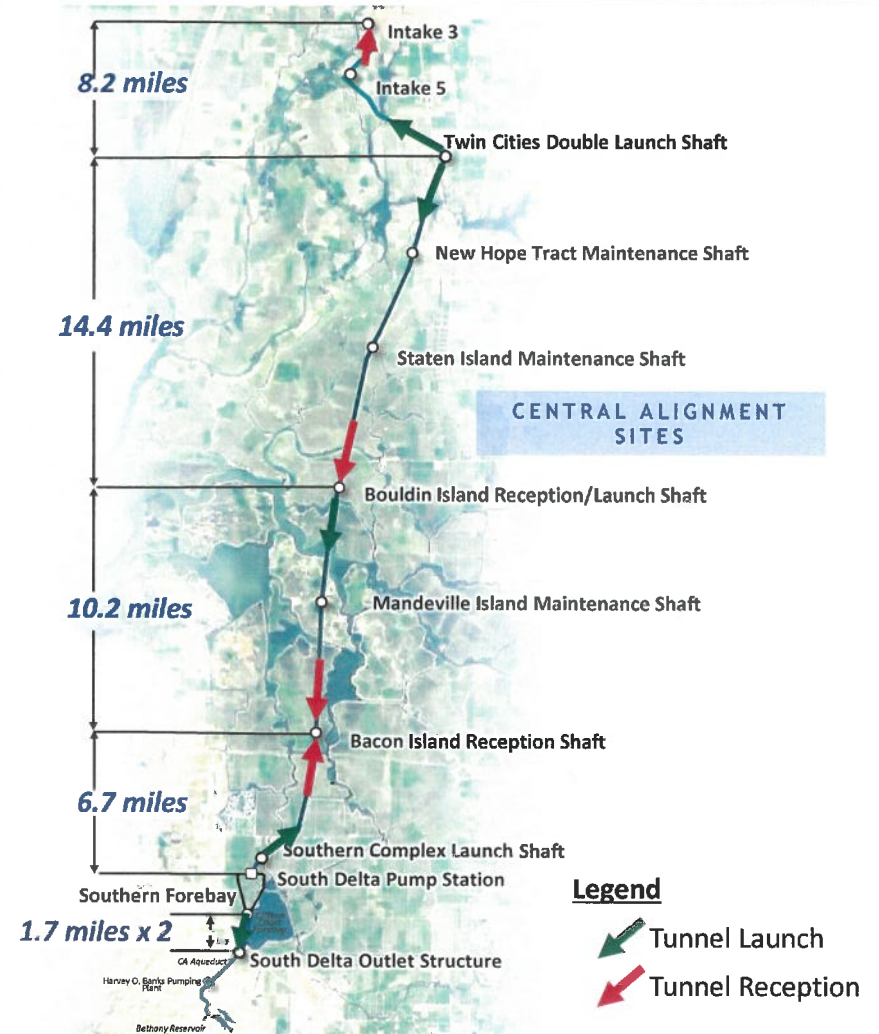 Intake 3
8.2 miles
Intake 5
Twin Cities Double Launch Shaft
New Hope Tract Maintenance Shaft
14.4 miles
Staten Island Maintenance Shaft
CENTRAL ALIGNMENT
SITES
Bouldin Island Reception/Launch Shaft
10.2 miles
Mandeville Island Maintenance Shaft
Bacon Island Reception Shaft
6.7 miles
Southern Complex Launch Shaft
South Delta Pump Station
Southern Forebay
1.7 miles x 2
CA Aqueduct
South Delta Outlet Structure
Harvey O. Banks Pumping
Plant
Bethany Reservoir
Legend
Tunnel Launch
Tunnel Reception